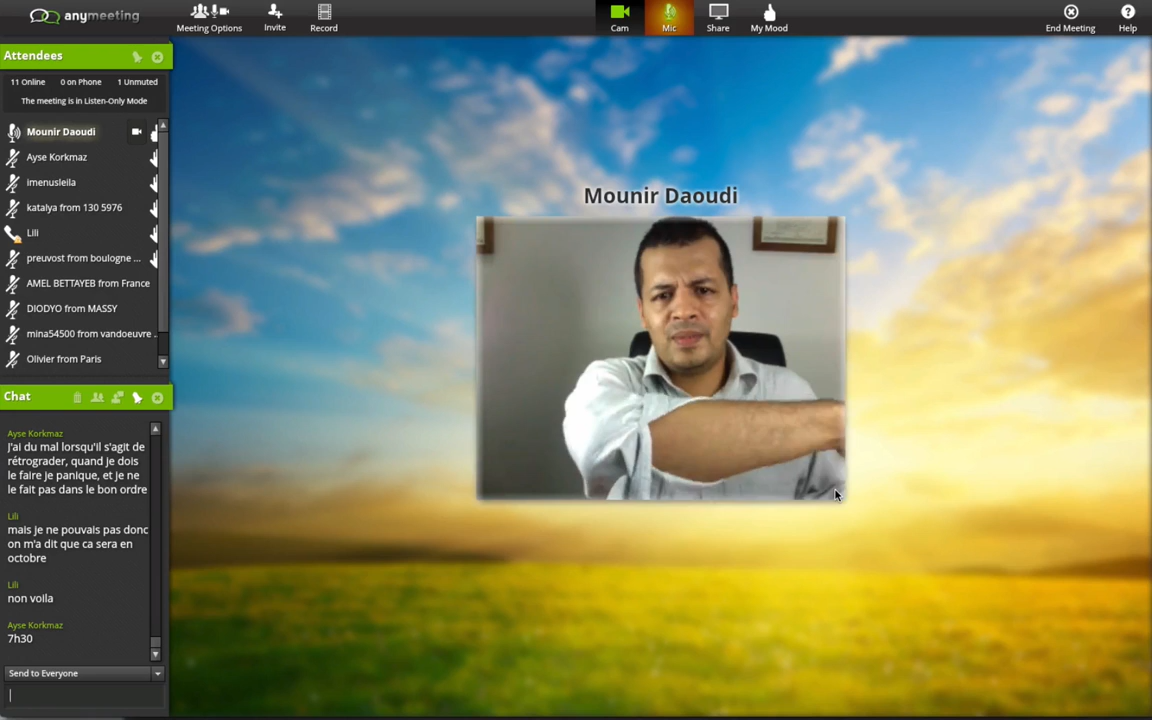 anymeeting
Meeting Options
Invite
Record
Cam
Mic
Share
My Mood
End Meeting
Help
Attendees
11 Online 0 on Phone 1 Unmuted
The meeting is in Listen-Only Mode
Mounir Daoudi
Ayse Korkmaz
imenusleila
katalya from 130 5976
Lili
preuvost from boulogne ...
AMEL BETTAYEB from France
DIODYO from MASSY
mina54500 from vandoeuvre
Olivier from Paris
Chat
Ayse Korkmaz
J'ai du mal lorsqu'il s'agit de
rétrograder, quand je dois
le faire je panique, et je ne
le fait pas dans le bon ordre
Lili
mais je ne pouvais pas donc
on m'a dit que ca sera en
octobre
Lili
non voila
Ayse Korkmaz
7h30
Send to Everyone
Mounir Daoudi